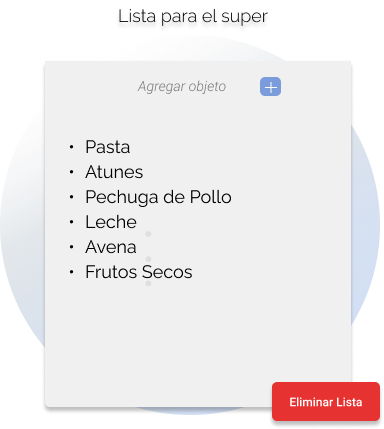 Lista para el super
Agregar objeto +
• Pasta
• Atunes
• Pechuga de Pollo
• Leche
• Avena
• Frutos Secos
Eliminar Lista